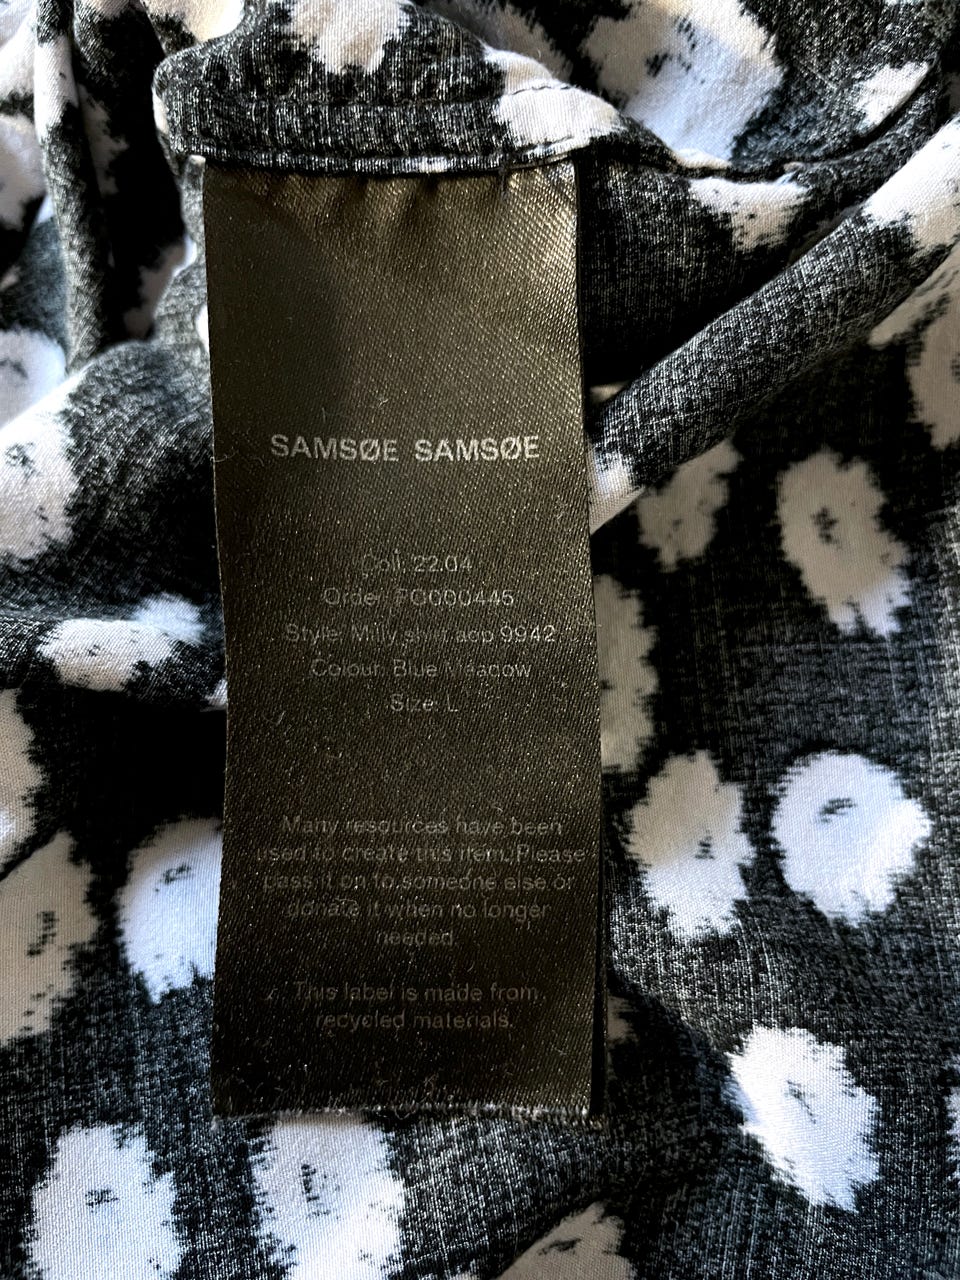 SAMSØE SAMSØE
Coll: 22.04
Order: PO000445
Style: Milly shirt aop 9942
Colour: Blue Meadow
Size: L
Many resources have been
used to create this item. Please
pass it on to someone else or
donate it when no longer
needed.
This label is made from
recycled materials.